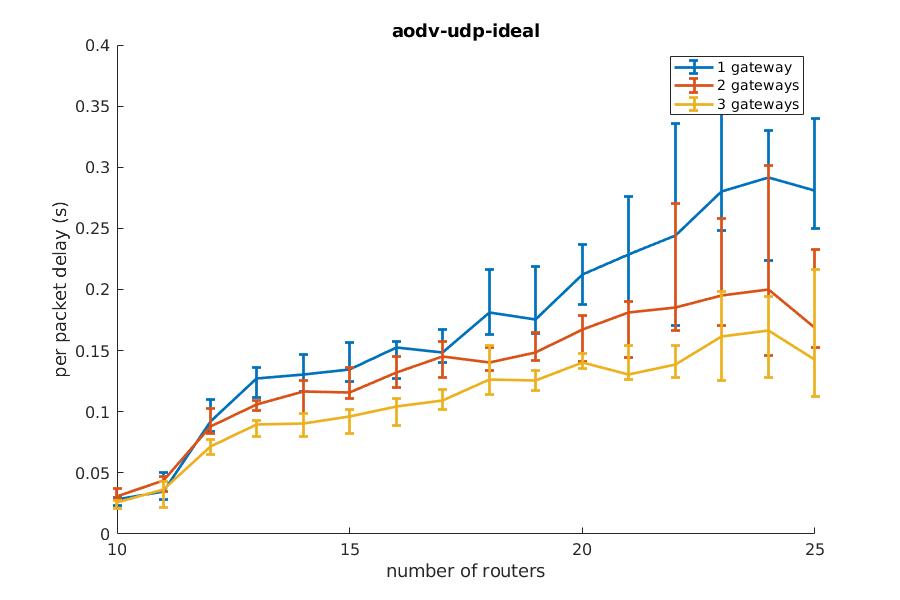 aodv-udp-ideal
0.4
0.35
0.3
0.25
0.2
0.15
0.1
0.05
0
per packet delay (s)
1 gateway
2 gateways
3 gateways
10 15 20 25
number of routers